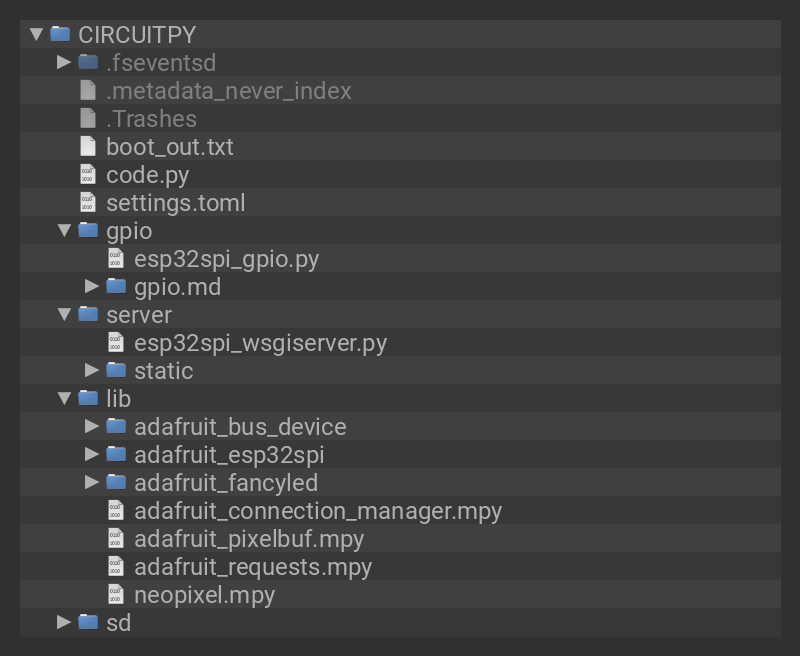 CIRCUITPY
.fseventsd
.metadata_never_index
.Trashes
boot_out.txt
code.py
settings.toml
gpio
esp32spi_gpio.py
gpio.md
server
esp32spi_wsgiserver.py
static
lib
adafruit_bus_device
adafruit_esp32spi
adafruit_fancyled
adafruit_connection_manager.mpy
adafruit_pixelbuf.mpy
adafruit_requests.mpy
neopixel.mpy
sd